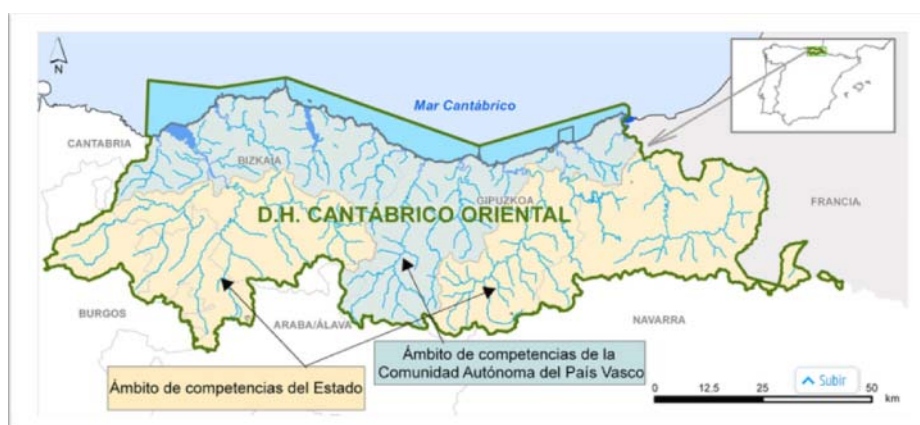 N
Mar Cantábrico
CANTABRIA
BIZKAIA
GIPUZKOA
D.H. CANTÁBRICO ORIENTAL
FRANCIA
BURGOS
ARABA/ÁLAVA
NAVARRA
Ámbito de competencias de la
Comunidad Autónoma del País Vasco
Ámbito de competencias del Estado
Subir
0 12.5 25 50
km